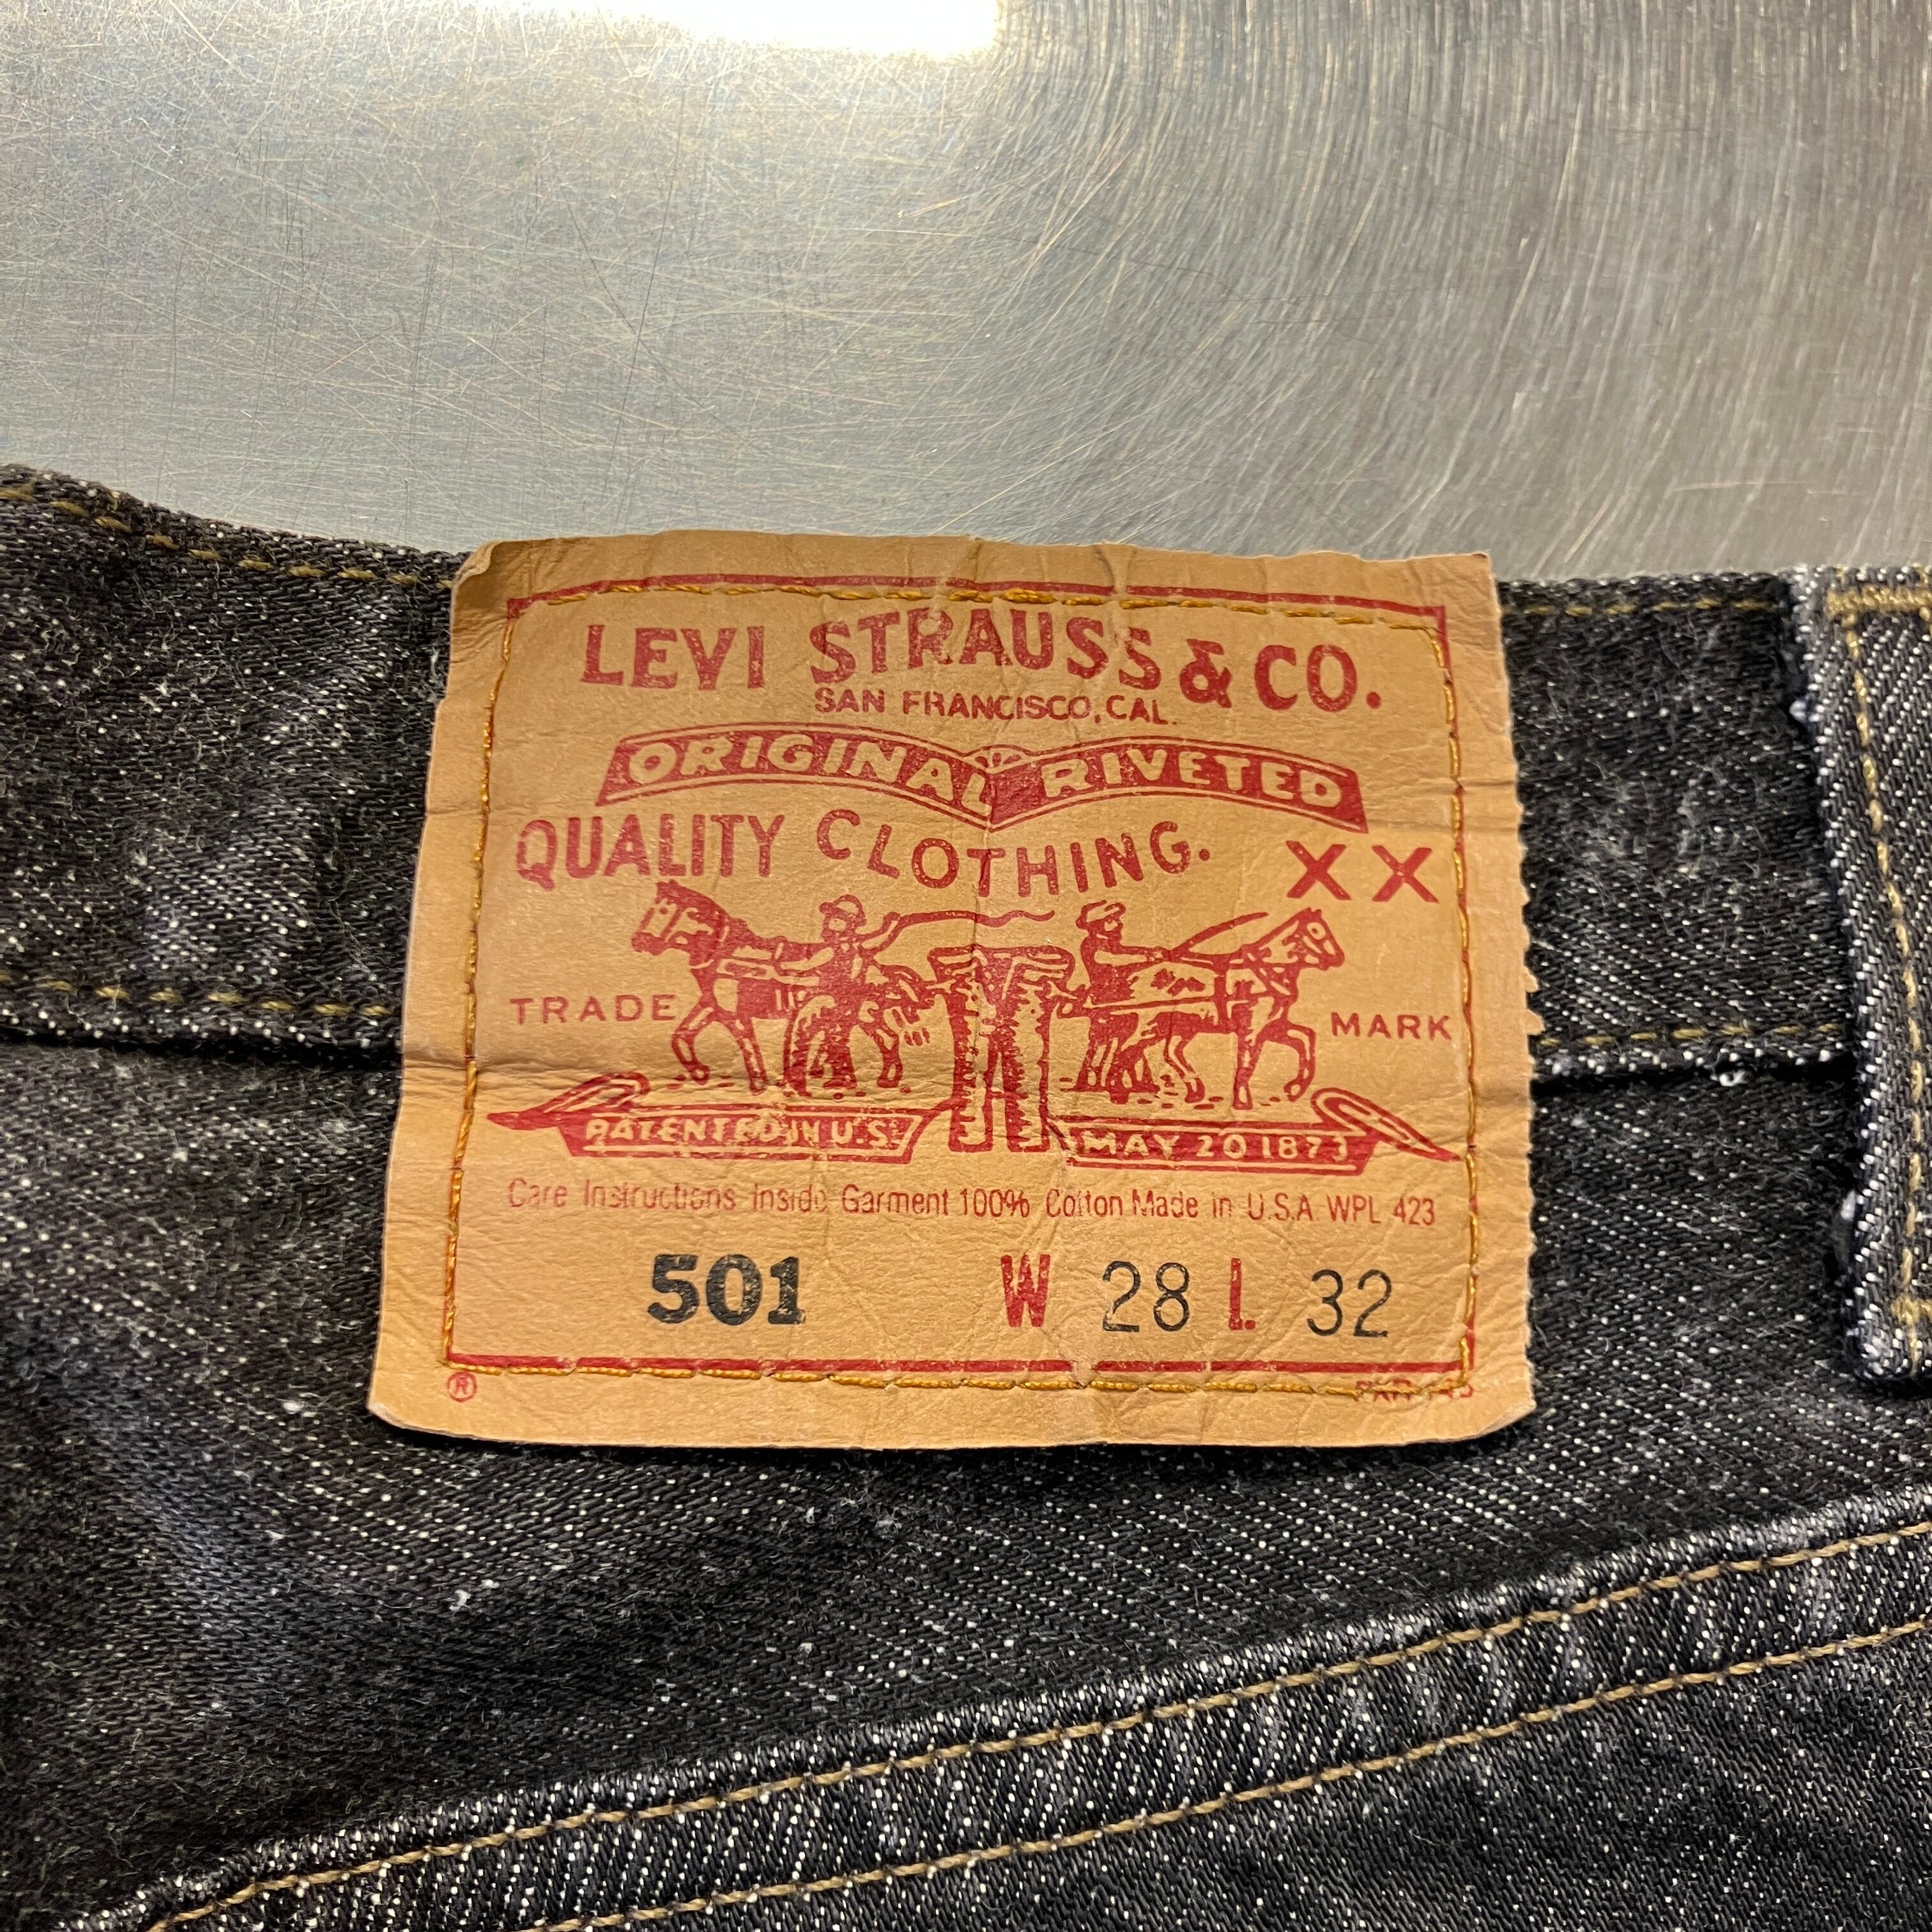 LEVI STRAUSS & CO.
SAN FRANCISCO, CAL.
ORIGINAL RIVETED
QUALITY CLOTHING. XX
TRADE MARK
PATENTED IN U.S. MAY 20 1873
Care Instructions Inside Garment 100% Cotton Made in U.S.A. WPL 423
501 W 28 L 32
®